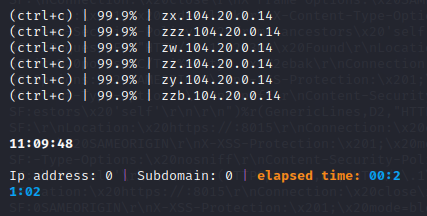 (ctrl+c) | 99.9% | zx.104.20.0.14
(ctrl+c) | 99.9% | zzz.104.20.0.14
(ctrl+c) | 99.9% | zw.104.20.0.14
(ctrl+c) | 99.9% | zz.104.20.0.14
(ctrl+c) | 99.9% | zy.104.20.0.14
(ctrl+c) | 99.9% | zzb.104.20.0.14
11:09:48
Ip address: 0 | Subdomain: 0 | elapsed time: 00:2
1:02